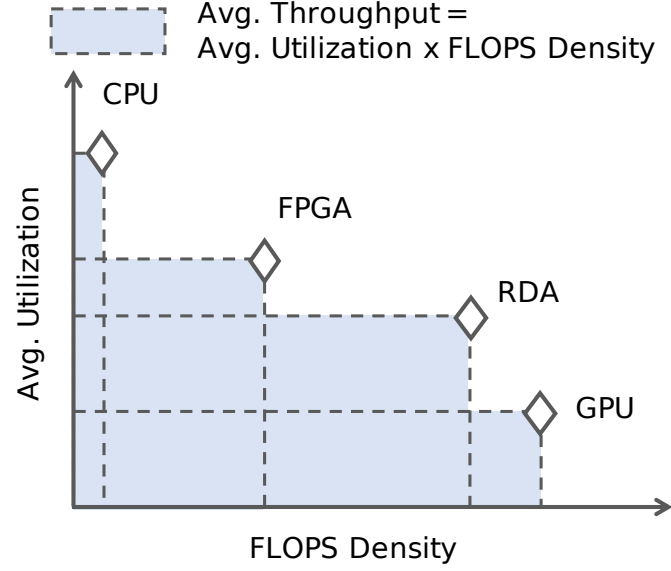 Avg. Throughput =
Avg. Utilization x FLOPS Density
CPU
FPGA
RDA
GPU
Avg. Utilization
FLOPS Density